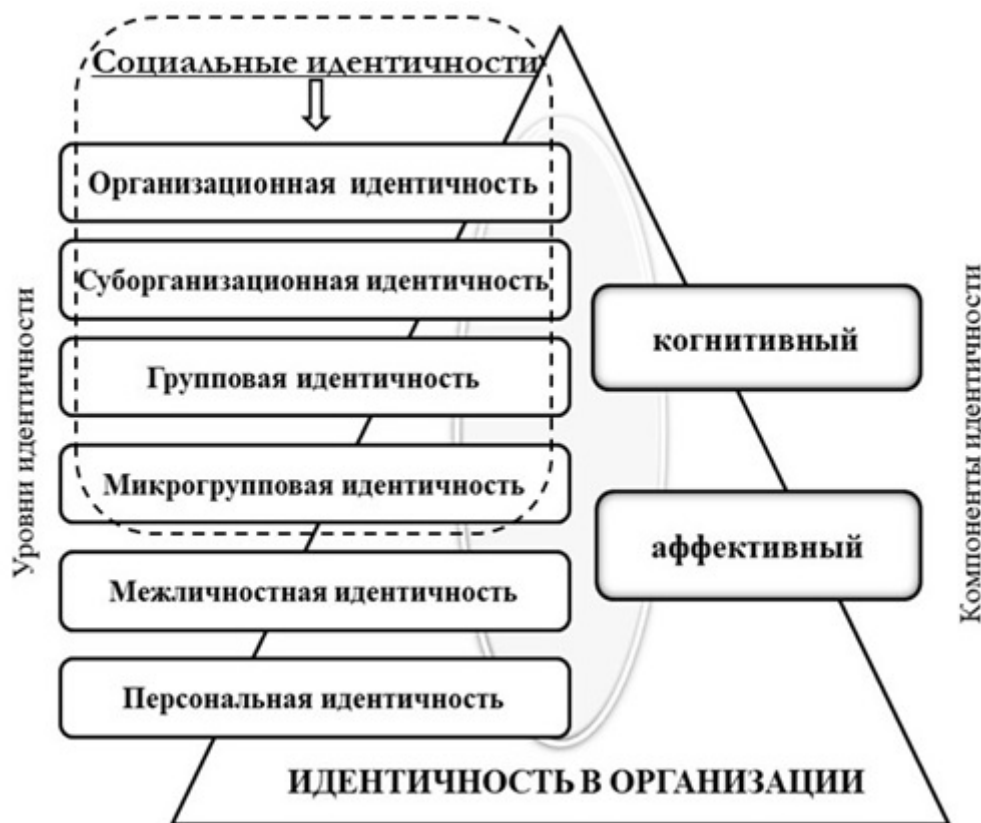 Социальные идентичности
Организационная идентичность
Суборганизационная идентичность
Групповая идентичность
Микрогрупповая идентичность
Межличностная идентичность
Персональная идентичность
Уровни идентичности
когнитивный
аффективный
Компоненты идентичности
ИДЕНТИЧНОСТЬ В ОРГАНИЗАЦИИ